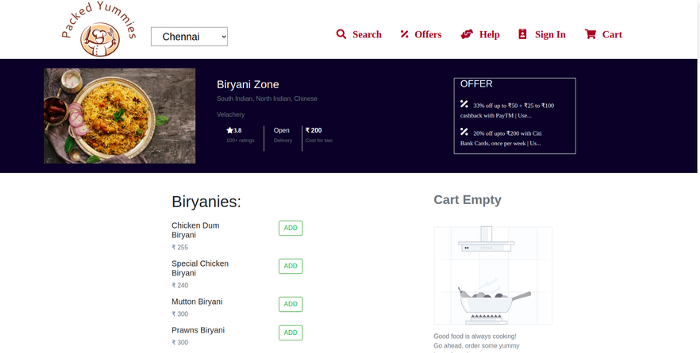 Packed Yummies
Chennai
Search Offers Help Sign In Cart
Biryani Zone
South Indian, North Indian, Chinese
Velachery
3.8 Open ₹ 200
100+ ratings Delivery Cost for two
OFFER
33% off up to ₹50 + ₹25 to ₹100
cashback with PayTM | Use...
20% off upto ₹200 with Citi
Bank Cards, once per week | Us...
Biryanies:
Chicken Dum
Biryani
ADD
₹ 255
Special Chicken
Biryani
ADD
₹ 240
Mutton Biryani
ADD
₹ 300
Prawns Biryani
ADD
₹ 300
Cart Empty
Good food is always cooking!
Go ahead, order some yummy